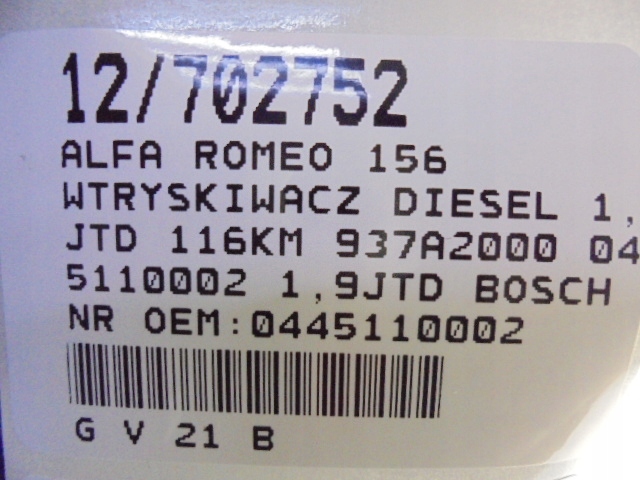 12/702752
ALFA ROMEO 156
WTRYSKIWACZ DIESEL 1,
JTD 116KM 937A2000 04
5110002 1,9JTD BOSCH
NR OEM:0445110002
G V 21 B